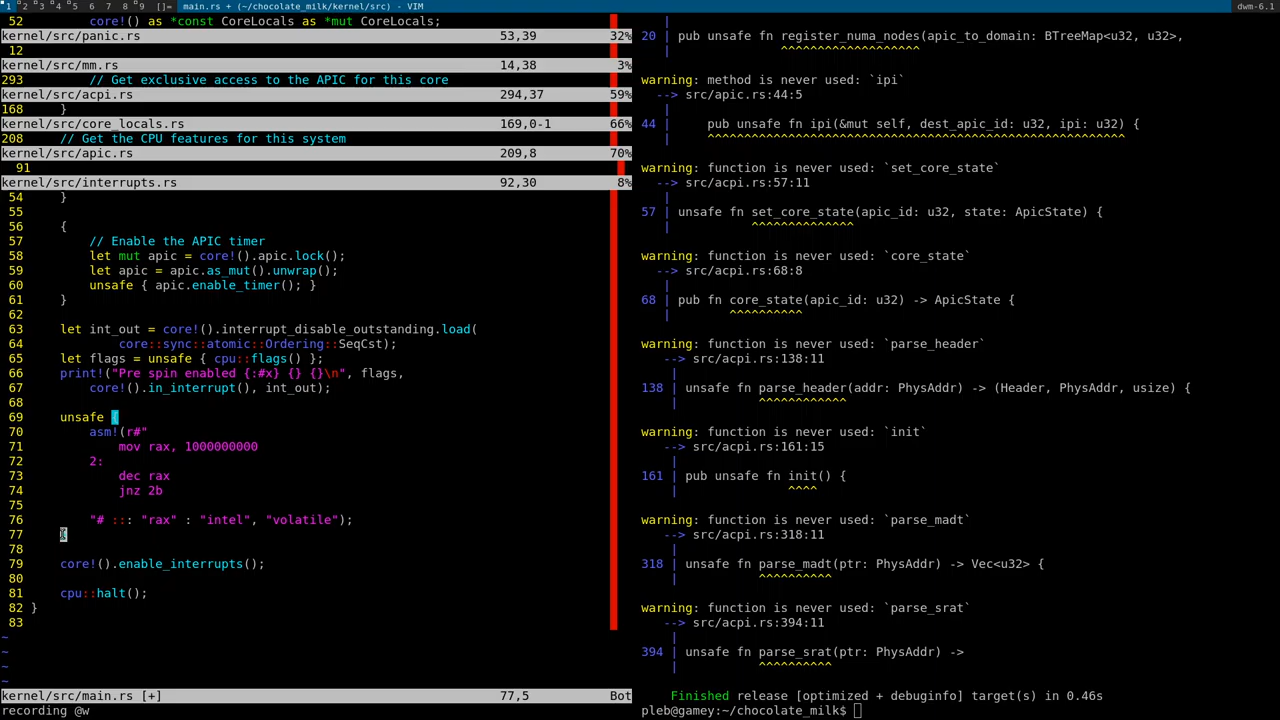 1 2 3 4 5 6 7 8 9 []= main.rs + (~/chocolate_milk/kernel/src) - VIM dwm-6.1
52         core!() as *const CoreLocals as *mut CoreLocals;
kernel/src/panic.rs 53,39 32%
12
kernel/src/mm.rs 14,38 3%
293         // Get exclusive access to the APIC for this core
kernel/src/acpi.rs 294,37 59%
168     }
kernel/src/core_locals.rs 169,0-1 66%
208         // Get the CPU features for this system
kernel/src/apic.rs 209,8 70%
91
kernel/src/interrupts.rs 92,30 8%
54     }
55
56     {
57         // Enable the APIC timer
58         let mut apic = core!().apic.lock();
59         let apic = apic.as_mut().unwrap();
60         unsafe { apic.enable_timer(); }
61     }
62
63     let int_out = core!().interrupt_disable_outstanding.load(
64             core::sync::atomic::Ordering::SeqCst);
65     let flags = unsafe { cpu::flags() };
66     print!("Pre spin enabled {:#x} {} {}\n", flags,
67         core!().in_interrupt(), int_out);
68
69     unsafe {
70         asm!(r#"
71             mov rax, 1000000000
72         2:
73             dec rax
74             jnz 2b
75
76         "# :::: "rax" : "intel", "volatile");
77     }
78
79     core!().enable_interrupts();
80
81     cpu::halt();
82 }
83
~
~
~
~
kernel/src/main.rs [+] 77,5 Bot
recording @w
|
20 | pub unsafe fn register_numa_nodes(apic_to_domain: BTreeMap<u32, u32>,
|               ^^^^^^^^^^^^^^^^^^^
warning: method is never used: `ipi`
--> src/apic.rs:44:5
|
44 |     pub unsafe fn ipi(&mut self, dest_apic_id: u32, ipi: u32) {
|     ^^^^^^^^^^^^^^^^^^^^^^^^^^^^^^^^^^^^^^^^^^^^^^^^^^^^^^^^^
warning: function is never used: `set_core_state`
--> src/acpi.rs:57:11
|
57 | unsafe fn set_core_state(apic_id: u32, state: ApicState) {
|           ^^^^^^^^^^^^^^
warning: function is never used: `core_state`
--> src/acpi.rs:68:8
|
68 | pub fn core_state(apic_id: u32) -> ApicState {
|        ^^^^^^^^^^
warning: function is never used: `parse_header`
--> src/acpi.rs:138:11
|
138 | unsafe fn parse_header(addr: PhysAddr) -> (Header, PhysAddr, usize) {
|           ^^^^^^^^^^^^
warning: function is never used: `init`
--> src/acpi.rs:161:15
|
161 | pub unsafe fn init() {
|               ^^^^
warning: function is never used: `parse_madt`
--> src/acpi.rs:318:11
|
318 | unsafe fn parse_madt(ptr: PhysAddr) -> Vec<u32> {
|           ^^^^^^^^^^
warning: function is never used: `parse_srat`
--> src/acpi.rs:394:11
|
394 | unsafe fn parse_srat(ptr: PhysAddr) ->
|           ^^^^^^^^^^
Finished release [optimized + debuginfo] target(s) in 0.46s
pleb@gamey:~/chocolate_milk$